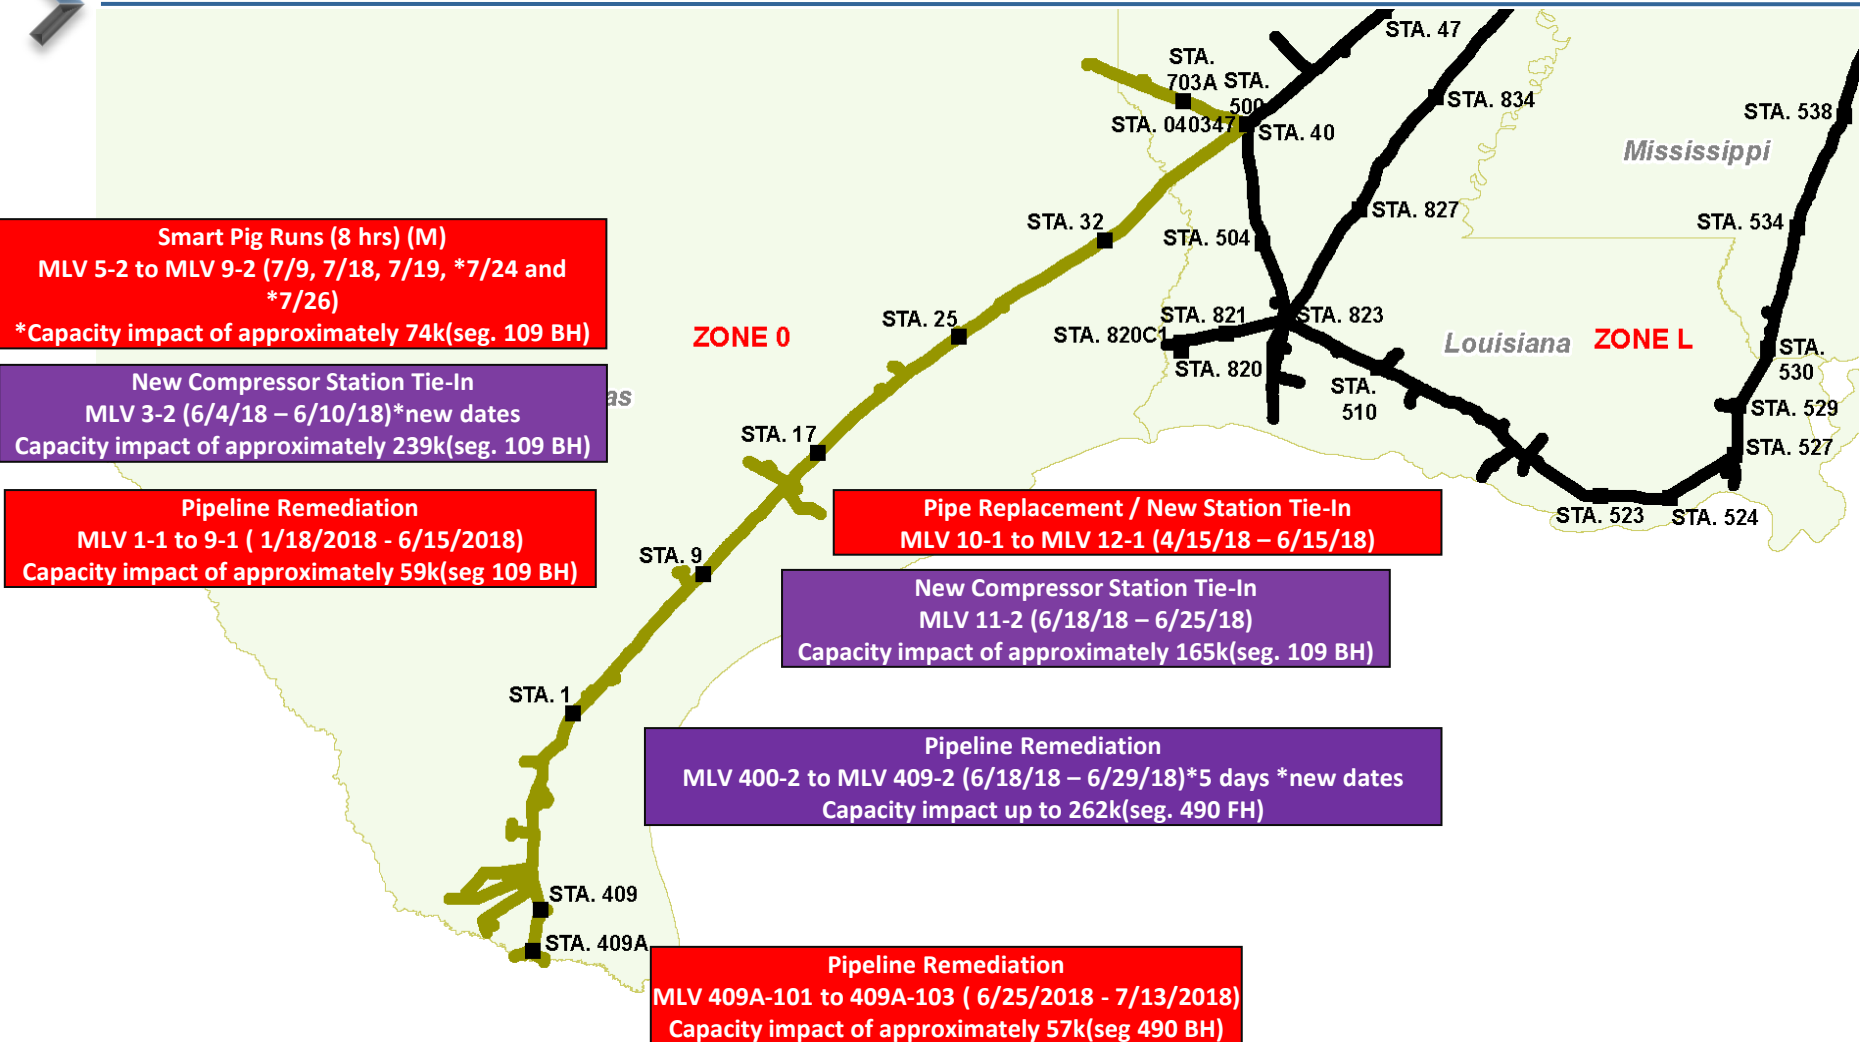 STA. 47
STA.
703A
STA.
500
STA. 834
STA. 538
STA. 040347
STA. 40
Mississippi
STA. 827
STA. 32
STA. 504
STA. 534
Smart Pig Runs (8 hrs) (M)
MLV 5-2 to MLV 9-2 (7/9, 7/18, 7/19, *7/24 and
*7/26)
*Capacity impact of approximately 74k(seg. 109 BH)
STA. 25
ZONE 0
STA. 821
STA. 823
STA. 820C1
STA. 820
Louisiana
ZONE L
STA.
530
STA.
510
STA. 529
STA. 527
New Compressor Station Tie-In
MLV 3-2 (6/4/18 – 6/10/18)*new dates
Capacity impact of approximately 239k(seg. 109 BH)
as
STA. 17
STA. 523
STA. 524
Pipeline Remediation
MLV 1-1 to 9-1 ( 1/18/2018 - 6/15/2018)
Capacity impact of approximately 59k(seg 109 BH)
Pipe Replacement / New Station Tie-In
MLV 10-1 to MLV 12-1 (4/15/18 – 6/15/18)
STA. 9
New Compressor Station Tie-In
MLV 11-2 (6/18/18 – 6/25/18)
Capacity impact of approximately 165k(seg. 109 BH)
STA. 1
Pipeline Remediation
MLV 400-2 to MLV 409-2 (6/18/18 – 6/29/18)*5 days *new dates
Capacity impact up to 262k(seg. 490 FH)
STA. 409
STA. 409A
Pipeline Remediation
MLV 409A-101 to 409A-103 ( 6/25/2018 - 7/13/2018)
Capacity impact of approximately 57k(seg 490 BH)